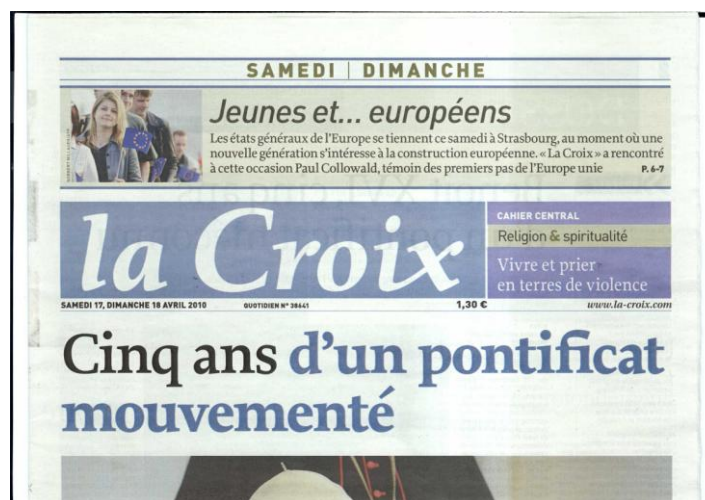 SAMEDI | DIMANCHE
Jeunes et... européens
Les états généraux de l'Europe se tiennent ce samedi à Strasbourg, au moment où une
nouvelle génération s'intéresse à la construction européenne. « La Croix » a rencontré
à cette occasion Paul Collowald, témoin des premiers pas de l'Europe unie P. 6-7
la Croix
CAHIER CENTRAL
Religion & spiritualité
Vivre et prier
en terres de violence
SAMEDI 17, DIMANCHE 18 AVRIL 2010 QUOTIDIEN N° 38441 1,30 € www.la-croix.com
Cinq ans d'un pontificat
mouvementé